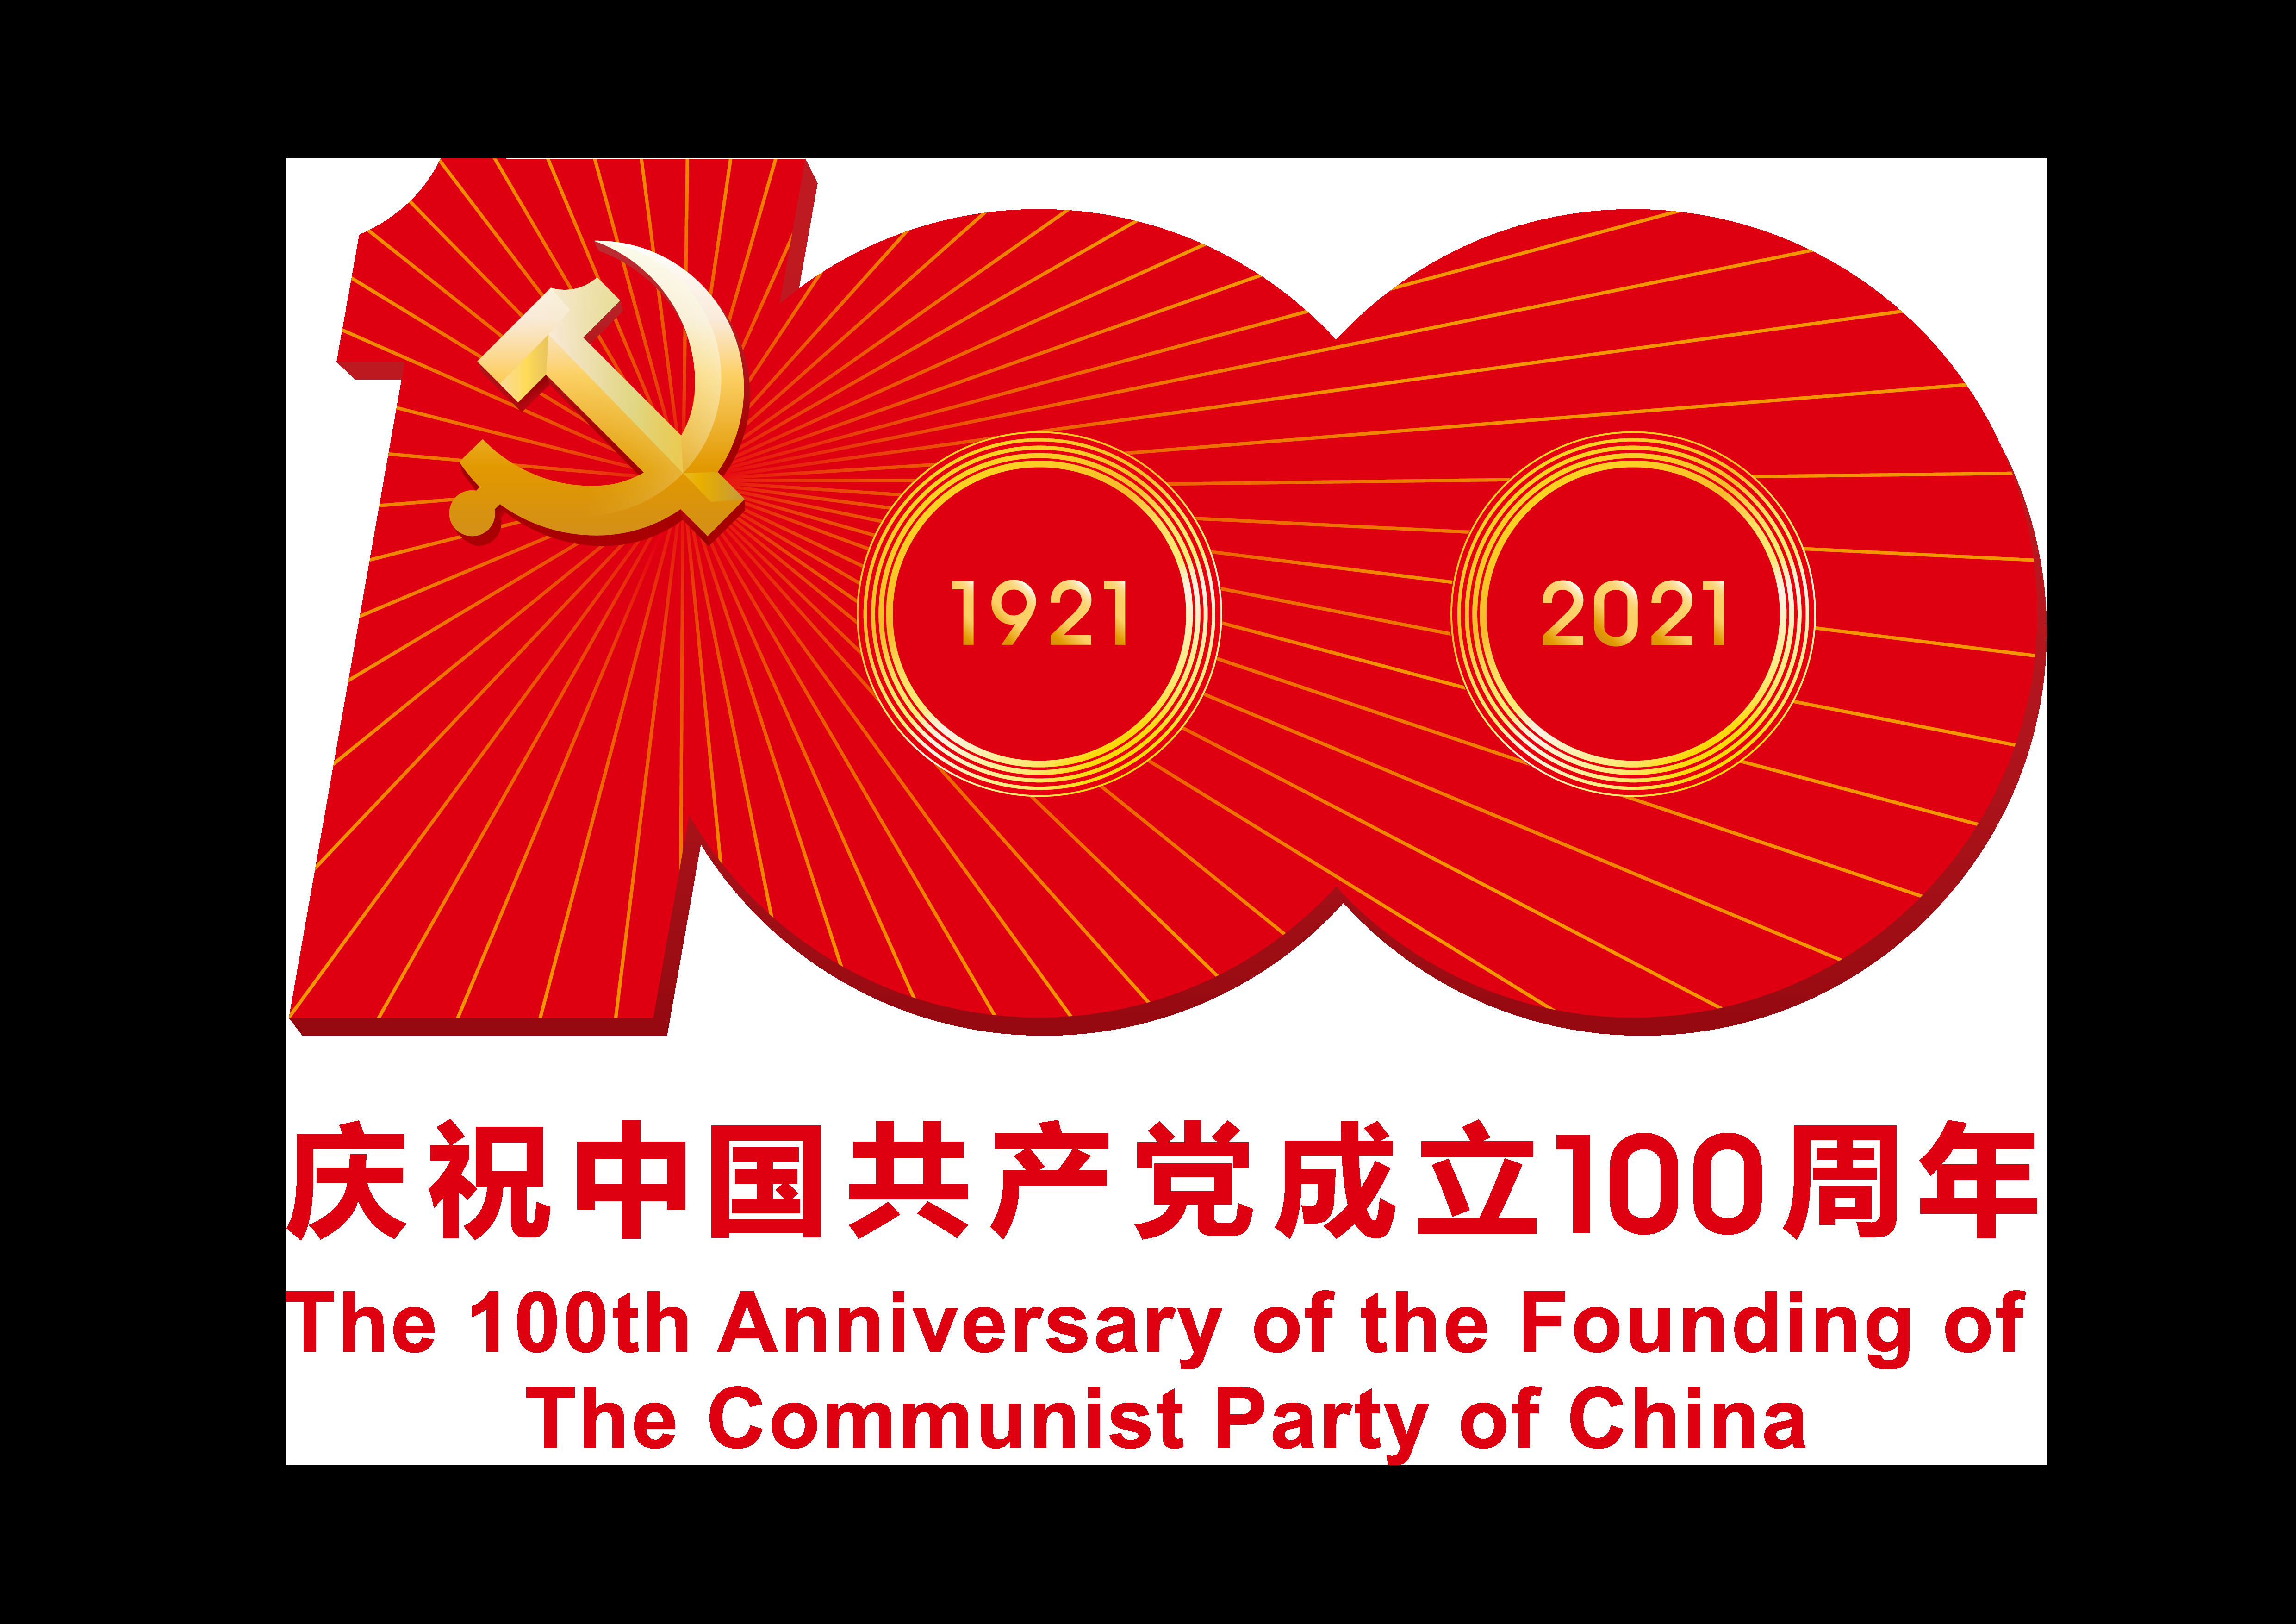 100
1921 2021
庆祝中国共产党成立100周年
The 100th Anniversary of the Founding of
The Communist Party of China